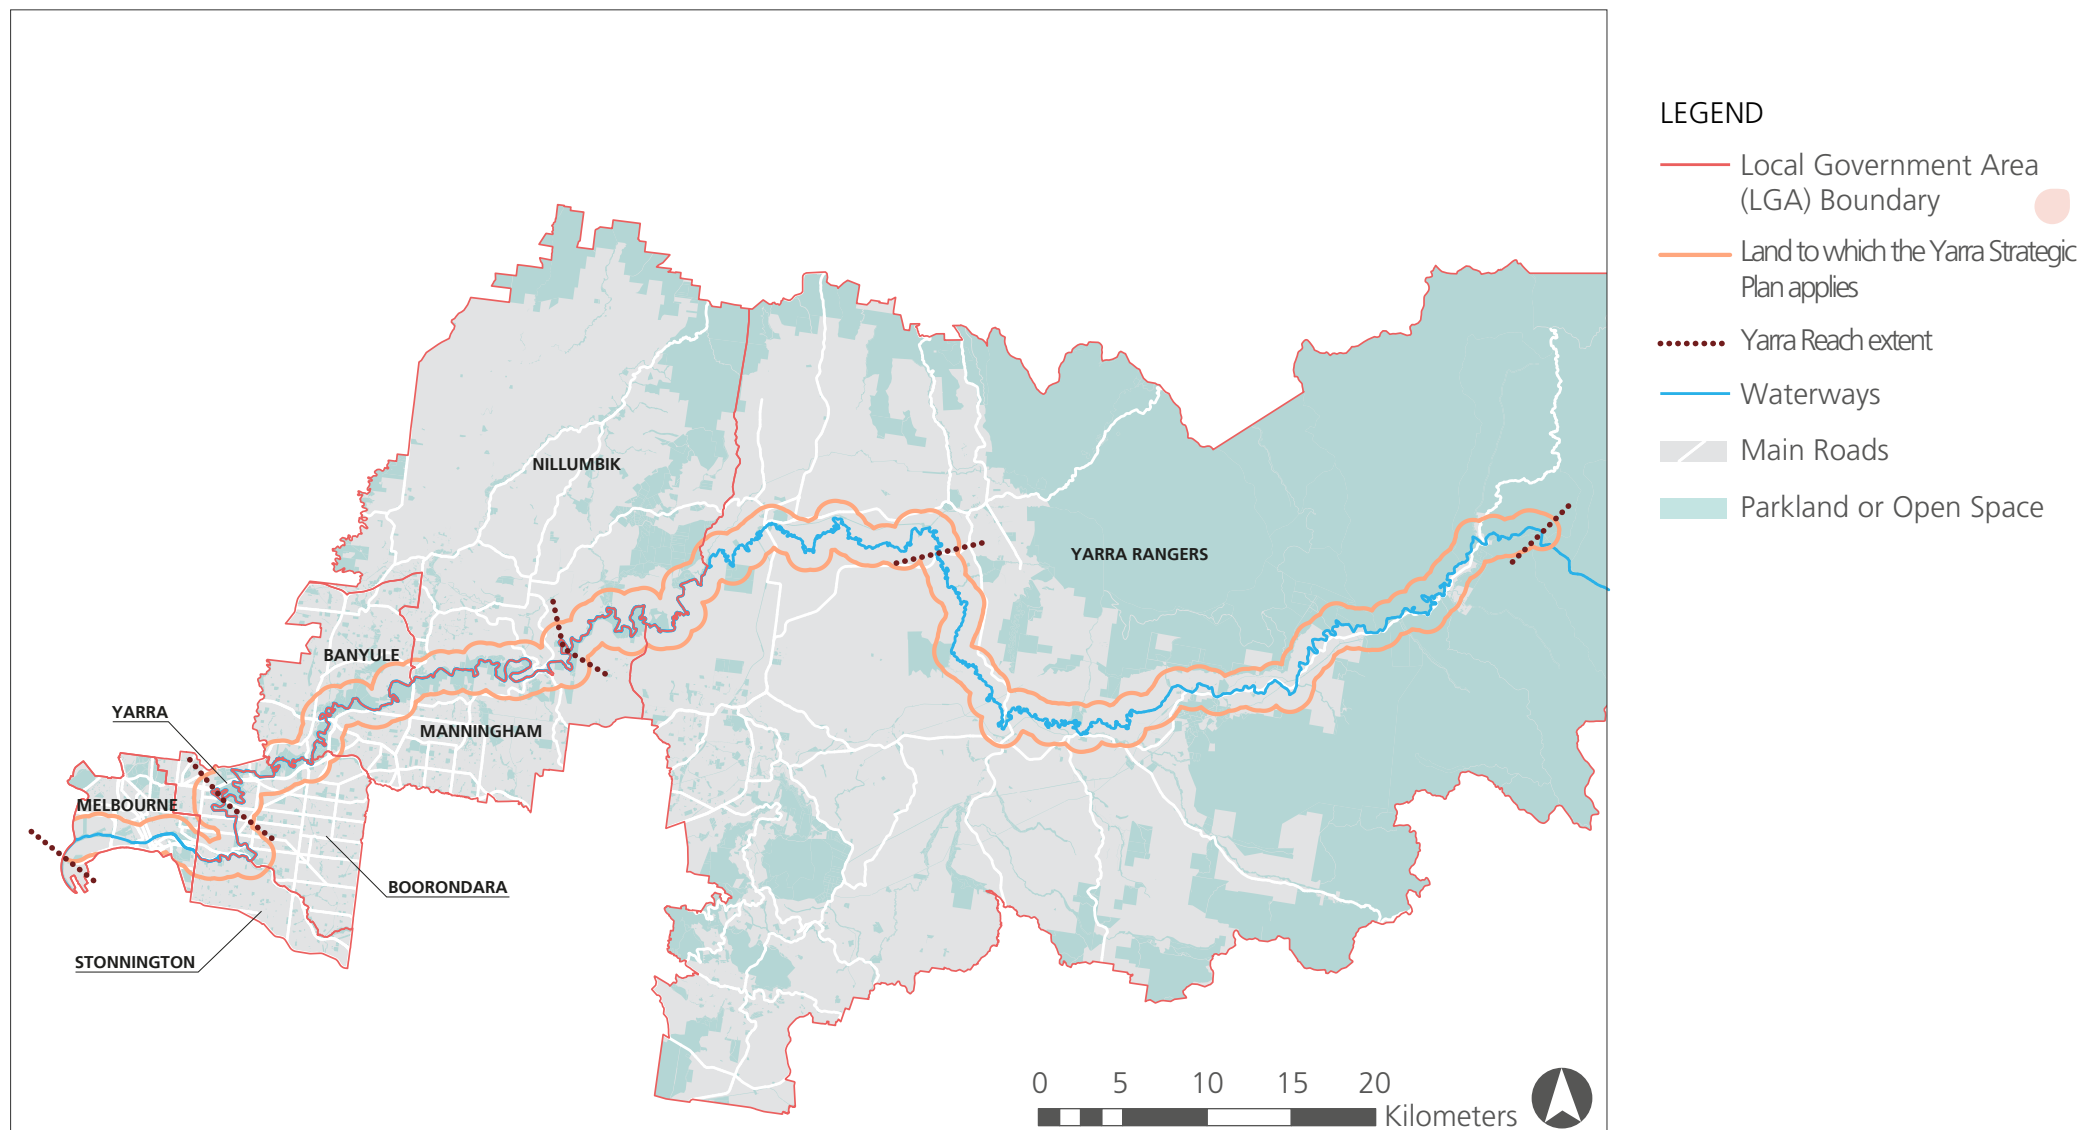 LEGEND
Local Government Area
(LGA) Boundary
Land to which the Yarra Strategic
Plan applies
Yarra Reach extent
Waterways
Main Roads
Parkland or Open Space
NILLUMBIK
YARRA RANGERS
BANYULE
YARRA
MANNINGHAM
MELBOURNE
BOORONDARA
STONNINGTON
0 5 10 15 20
Kilometers